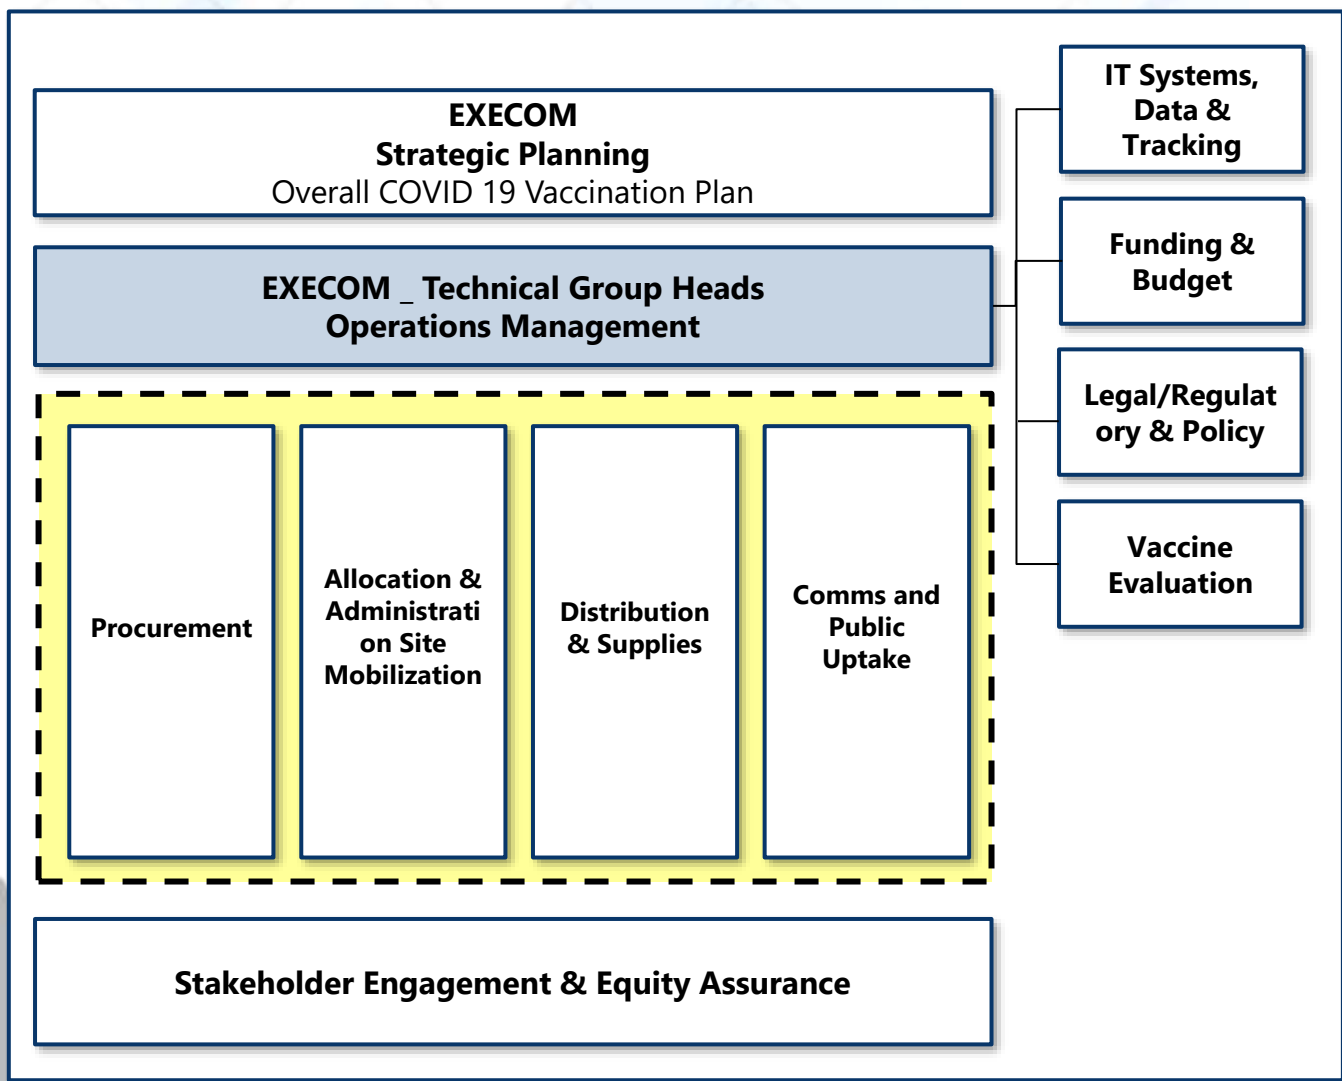 EXECOM
Strategic Planning
Overall COVID 19 Vaccination Plan
EXECOM _ Technical Group Heads
Operations Management
Procurement
Allocation &
Administrati
on Site
Mobilization
Distribution
& Supplies
Comms and
Public
Uptake
Stakeholder Engagement & Equity Assurance
IT Systems,
Data &
Tracking
Funding &
Budget
Legal/Regulat
ory & Policy
Vaccine
Evaluation